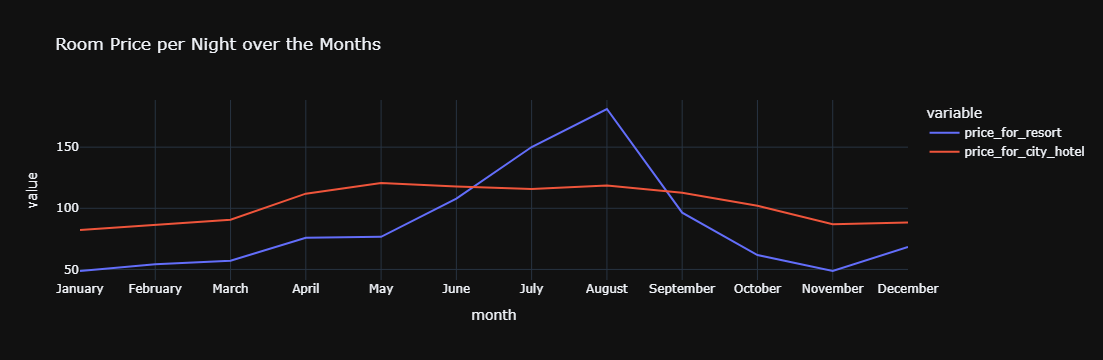 Room Price per Night over the Months
variable
price_for_resort
price_for_city_hotel
value
150
100
50
January February March April May June July August September October November December
month